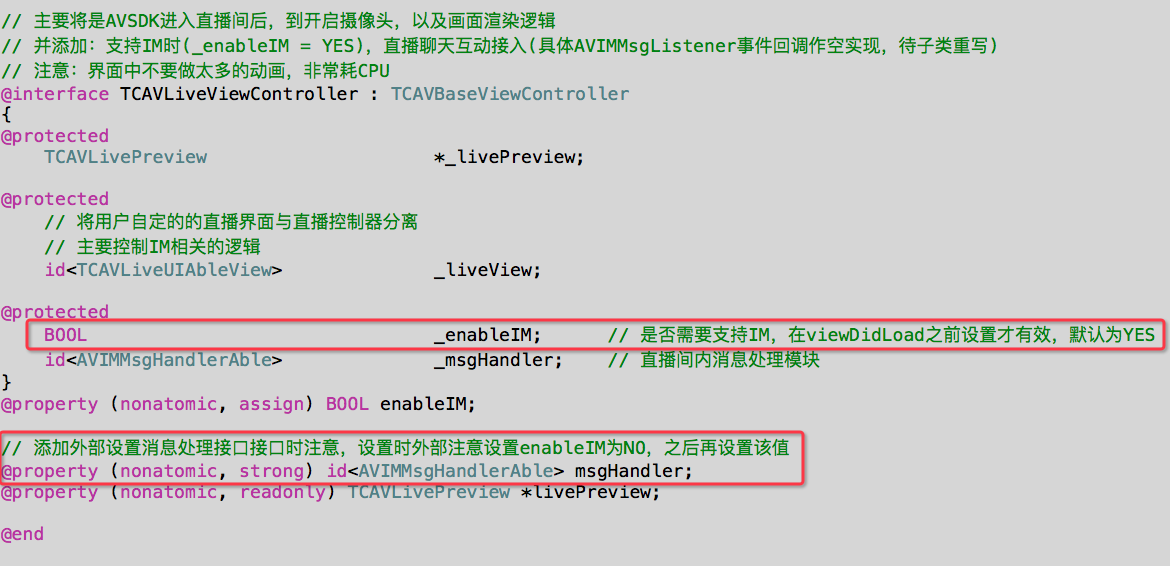 // 主要将是AVSDK进入直播间后，到开启摄像头，以及画面渲染逻辑
// 并添加：支持IM时(_enableIM = YES)，直播聊天互动接入(具体AVIMMsgListener事件回调作空实现，待子类重写)
// 注意：界面中不要做太多的动画，非常耗CPU
@interface TCAVLiveViewController : TCAVBaseViewController
{
@protected
TCAVLivePreview *_livePreview;
@protected
// 将用户自定的的直播界面与直播控制器分离
// 主要控制IM相关的逻辑
id<TCAVLiveUIAbleView> _liveView;
@protected
BOOL _enableIM; // 是否需要支持IM，在viewDidLoad之前设置才有效，默认为YES
id<AVIMMsgHandlerAble> _msgHandler; // 直播间内消息处理模块
}
@property (nonatomic, assign) BOOL enableIM;
// 添加外部设置消息处理接口接口时注意，设置时外部注意设置enableIM为NO，之后再设置该值
@property (nonatomic, strong) id<AVIMMsgHandlerAble> msgHandler;
@property (nonatomic, readonly) TCAVLivePreview *livePreview;
@end